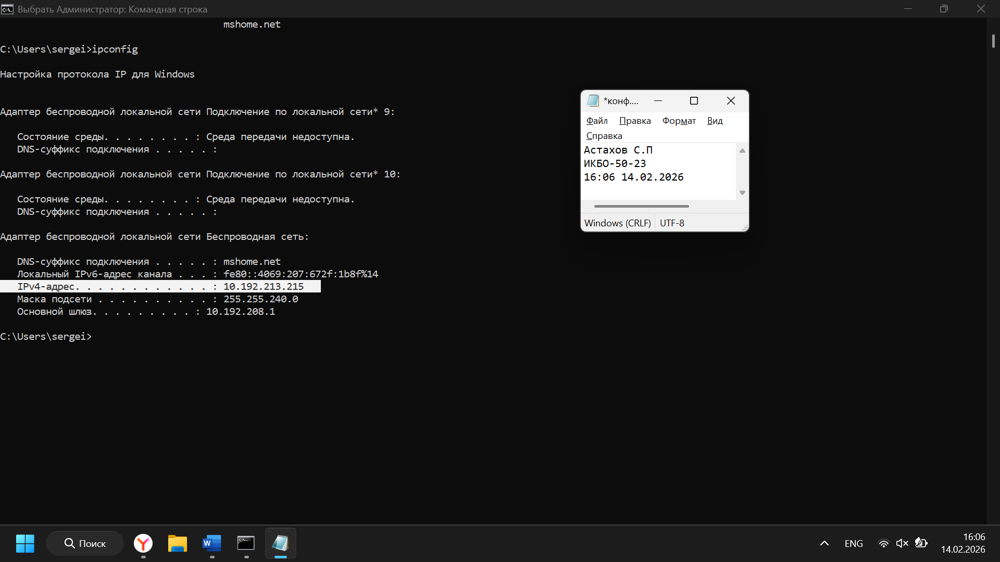 Выбрать Администратор: Командная строка
mshome.net
C:\Users\sergei>ipconfig
Настройка протокола IP для Windows
Адаптер беспроводной локальной сети Подключение по локальной сети* 9:
Состояние среды. . . . . . . . : Среда передачи недоступна.
DNS-суффикс подключения . . . . . :
Адаптер беспроводной локальной сети Подключение по локальной сети* 10:
Состояние среды. . . . . . . . : Среда передачи недоступна.
DNS-суффикс подключения . . . . . :
Адаптер беспроводной локальной сети Беспроводная сеть:
DNS-суффикс подключения . . . . . : mshome.net
Локальный IPv6-адрес канала . . . : fe80::4069:207:672f:1b8f%14
IPv4-адрес. . . . . . . . . . . . : 10.192.213.215
Маска подсети . . . . . . . . . . : 255.255.240.0
Основной шлюз. . . . . . . . . : 10.192.208.1
C:\Users\sergei>
*конф....
Файл Правка Формат Вид
Справка
Астахов С.П
ИКБО-50-23
16:06 14.02.2026
Windows (CRLF) UTF-8
Поиск
ENG
16:06
14.02.2026